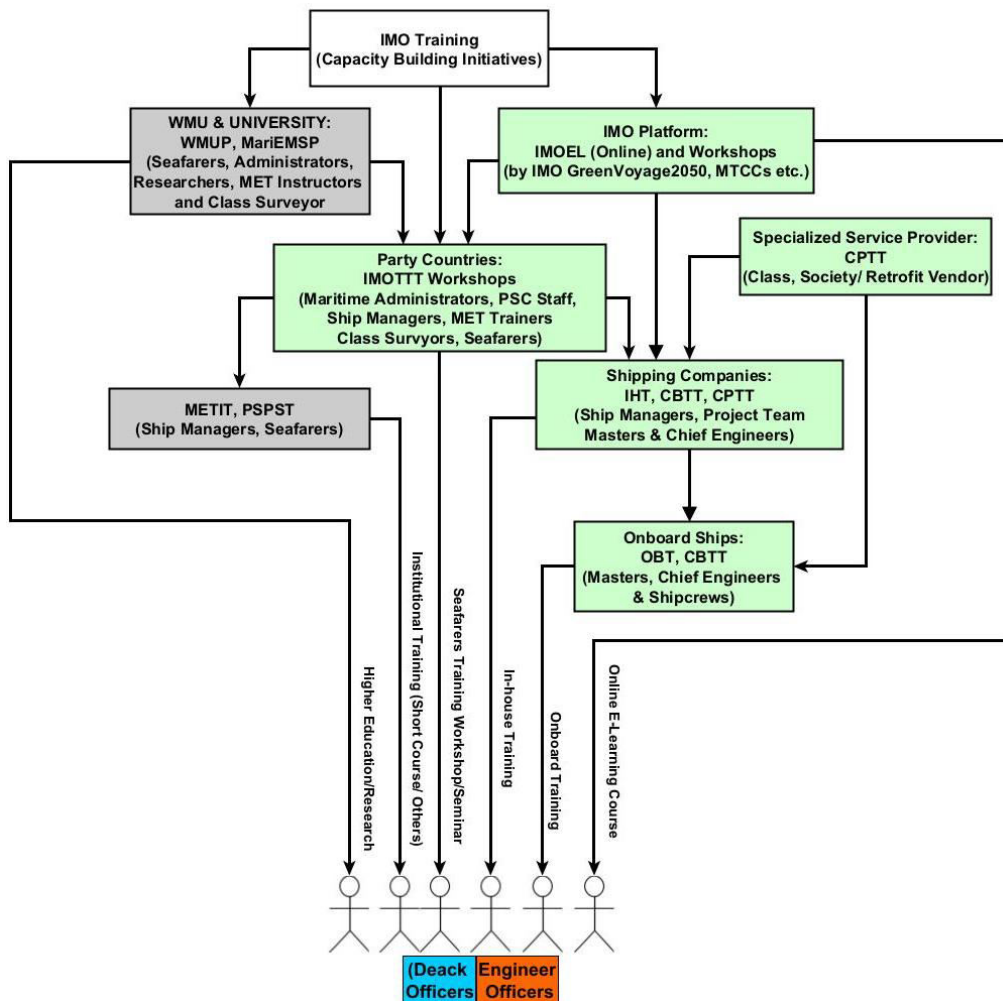 IMO Training
(Capacity Building Initiatives)
WMU & UNIVERSITY:
WMUP, MariEMSP
(Seafarers, Administrators,
Researchers, MET Instructors
and Class Surveyor
IMO Platform:
IMOEL (Online) and Workshops
(by IMO GreenVoyage2050, MTCCs etc.)
Specialized Service Provider:
CPTT
(Class, Society/ Retrofit Vendor)
Party Countries:
IMOTTT Workshops
(Maritime Administrators, PSC Staff,
Ship Managers, MET Trainers
Class Survyors, Seafarers)
METIT, PSPST
(Ship Managers, Seafarers)
Shipping Companies:
IHT, CBTT, CPTT
(Ship Managers, Project Team
Masters & Chief Engineers)
Onboard Ships:
OBT, CBTT
(Masters, Chief Engineers
& Shipcrews)
Higher Education/Research
Institutional Training (Short Course/ Others)
Seafarers Training Workshop/Seminar
In-house Training
Onboard Training
Online E-Learning Course
(Deack
Officers
Engineer
Officers